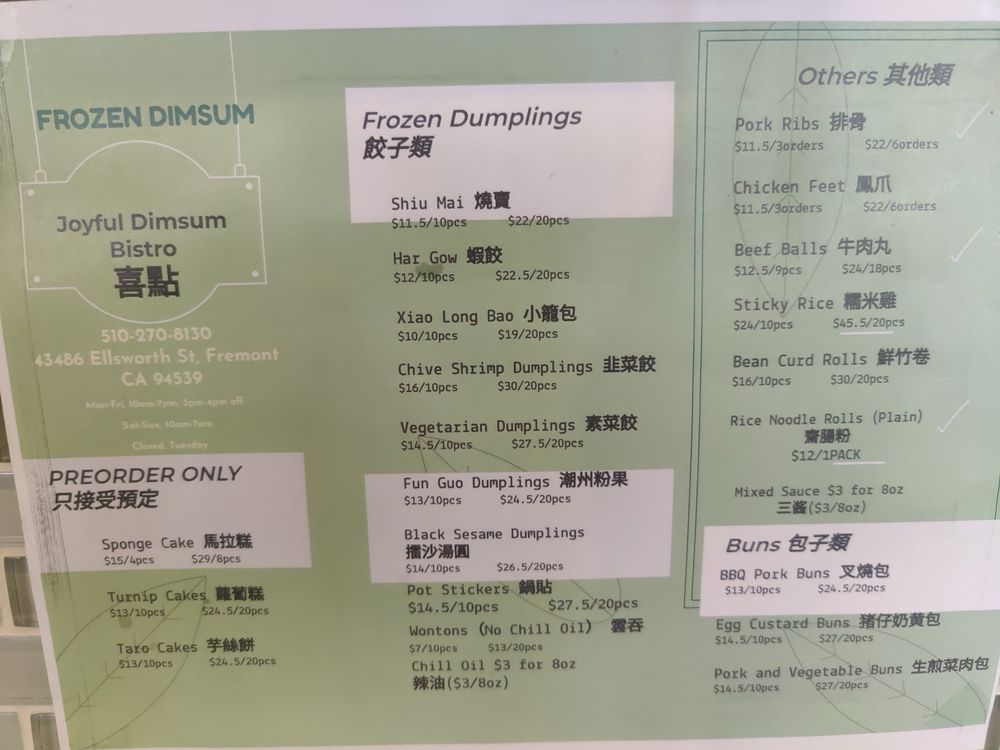 FROZEN DIMSUM
Joyful Dimsum
Bistro
喜點
510-270-8130
43486 Ellsworth St, Fremont
CA 94539
Mon-Fri, 10am-7pm, 3pm-4pm off
Sat-Sun, 10am-7am
Closed, Tuesday
PREORDER ONLY
只接受預定
Sponge Cake 馬拉糕
$15/4pcs $29/8pcs
Turnip Cakes 蘿蔔糕
$13/10pcs $24.5/20pcs
Taro Cakes 芋絲餅
$13/10pcs $24.5/20pcs
Frozen Dumplings
餃子類
Shiu Mai 燒賣
$11.5/10pcs $22/20pcs
Har Gow 蝦餃
$12/10pcs $22.5/20pcs
Xiao Long Bao 小籠包
$10/10pcs $19/20pcs
Chive Shrimp Dumplings 韭菜餃
$16/10pcs $30/20pcs
Vegetarian Dumplings 素菜餃
$14.5/10pcs $27.5/20pcs
Fun Guo Dumplings 潮州粉果
$13/10pcs $24.5/20pcs
Black Sesame Dumplings
擂沙湯圓
$14/10pcs $26.5/20pcs
Pot Stickers 鍋貼
$14.5/10pcs $27.5/20pcs
Wontons (No Chill Oil) 雲吞
$7/10pcs $13/20pcs
Chill Oil $3 for 8oz
辣油($3/8oz)
Others 其他類
Pork Ribs 排骨
$11.5/3orders $22/6orders
Chicken Feet 鳳爪
$11.5/3orders $22/6orders
Beef Balls 牛肉丸
$12.5/9pcs $24/18pcs
Sticky Rice 糯米雞
$24/10pcs $45.5/20pcs
Bean Curd Rolls 鮮竹卷
$16/10pcs $30/20pcs
Rice Noodle Rolls (Plain)
齋腸粉
$12/1PACK
Mixed Sauce $3 for 8oz
三酱($3/8oz)
Buns 包子類
BBQ Pork Buns 叉燒包
$13/10pcs $24.5/20pcs
Egg Custard Buns 猪仔奶黄包
$14.5/10pcs $27/20pcs
Pork and Vegetable Buns 生煎菜肉包
$14.5/10pcs $27/20pcs